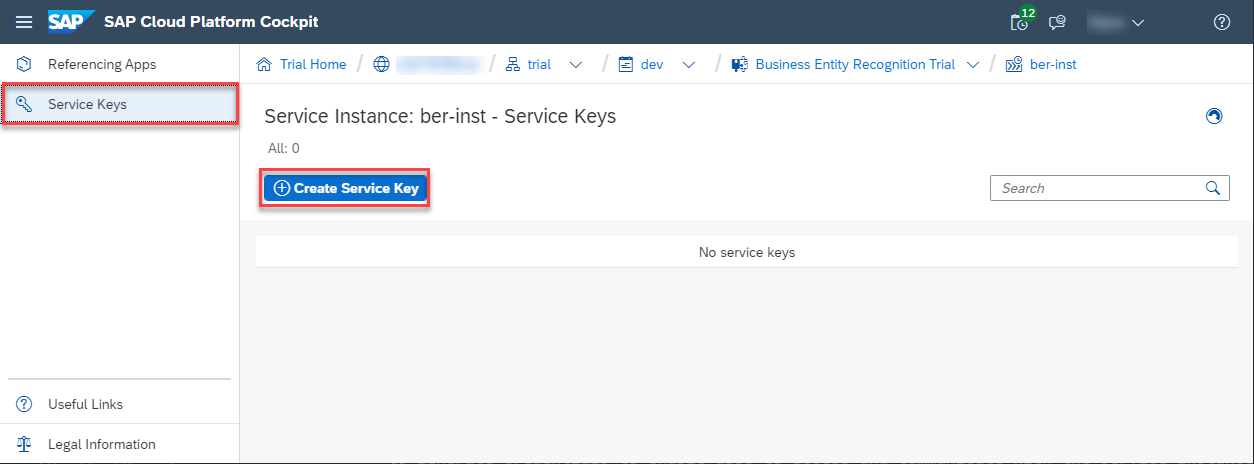 SAP SAP Cloud Platform Cockpit 12
Referencing Apps
Service Keys
Trial Home / / trial / dev / Business Entity Recognition Trial / ber-inst
Service Instance: ber-inst - Service Keys
All: 0
Create Service Key
Search
No service keys
Useful Links
Legal Information